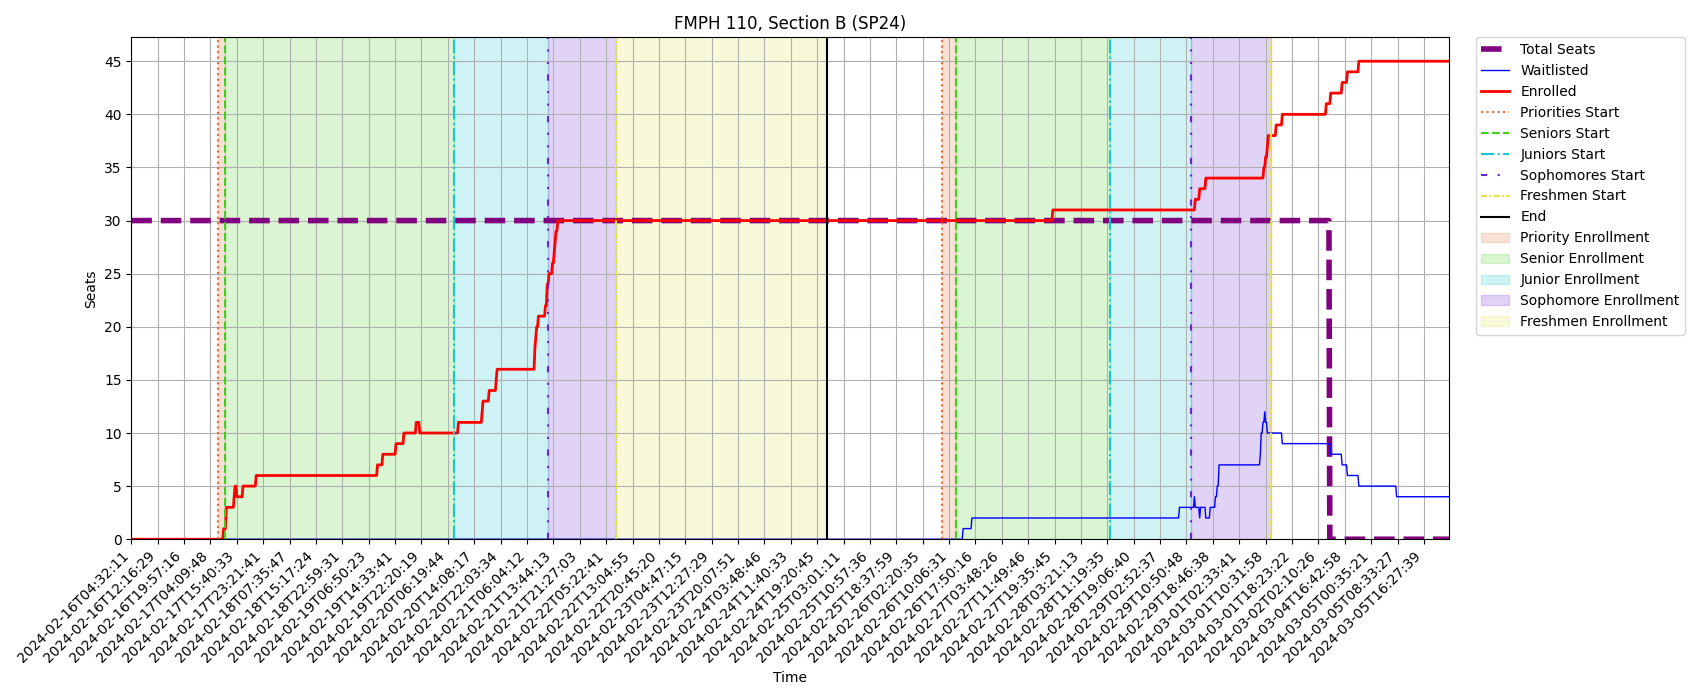 FMPH 110, Section B (SP24)
45
40
35
30
25
20
15
10
5
0
Seats
2024-02-16T04:32:11
2024-02-16T12:16:29
2024-02-16T19:57:16
2024-02-17T04:09:48
2024-02-17T15:40:33
2024-02-17T23:21:41
2024-02-18T07:35:47
2024-02-18T15:17:24
2024-02-18T22:59:31
2024-02-19T06:50:23
2024-02-19T14:33:41
2024-02-19T22:20:19
2024-02-20T06:19:44
2024-02-20T14:08:17
2024-02-20T22:03:34
2024-02-21T06:04:12
2024-02-21T13:44:13
2024-02-21T21:27:03
2024-02-22T05:22:41
2024-02-22T13:04:55
2024-02-22T20:45:20
2024-02-23T04:47:15
2024-02-23T12:27:29
2024-02-23T20:07:51
2024-02-24T03:48:46
2024-02-24T11:40:33
2024-02-24T19:20:45
2024-02-25T03:01:11
2024-02-25T10:57:36
2024-02-25T18:37:59
2024-02-26T02:20:35
2024-02-26T10:06:31
2024-02-26T17:50:16
2024-02-27T03:48:26
2024-02-27T11:49:46
2024-02-27T19:35:45
2024-02-28T03:21:13
2024-02-28T11:19:35
2024-02-28T19:06:40
2024-02-29T02:52:37
2024-02-29T10:50:48
2024-02-29T18:46:38
2024-03-01T02:33:41
2024-03-01T10:31:58
2024-03-01T18:23:22
2024-03-02T02:10:26
2024-03-04T16:42:58
2024-03-05T00:35:21
2024-03-05T08:33:27
2024-03-05T16:27:39
Time
Total Seats
Waitlisted
Enrolled
Priorities Start
Seniors Start
Juniors Start
Sophomores Start
Freshmen Start
End
Priority Enrollment
Senior Enrollment
Junior Enrollment
Sophomore Enrollment
Freshmen Enrollment